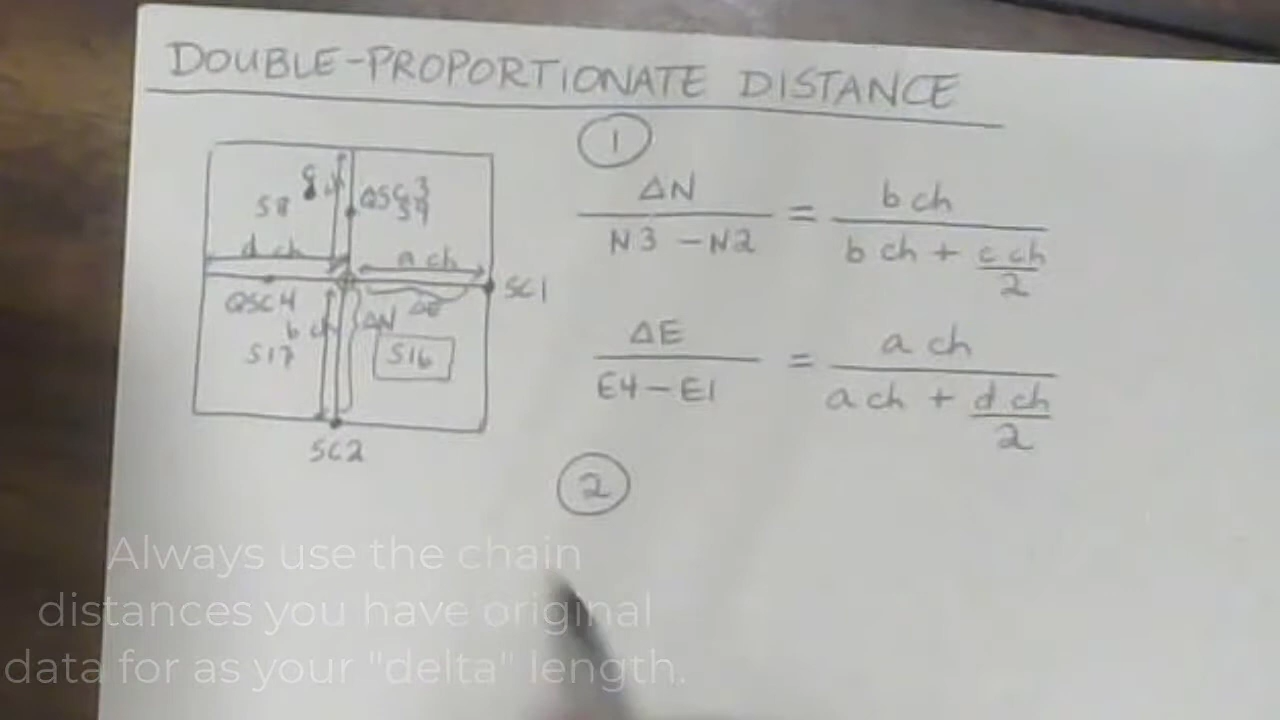 DOUBLE-PROPORTIONATE DISTANCE
1
ΔN
N3 - N2
=
b ch
b ch + c ch
2
ΔE
E4 - E1
=
a ch
a ch + d ch
2
2
S8
d ch
a ch
SC1
QSC4
ΔE
b ch
ΔN
S17
S16
SC2
Always use the chain
distances you have original
data for as your "delta" length.